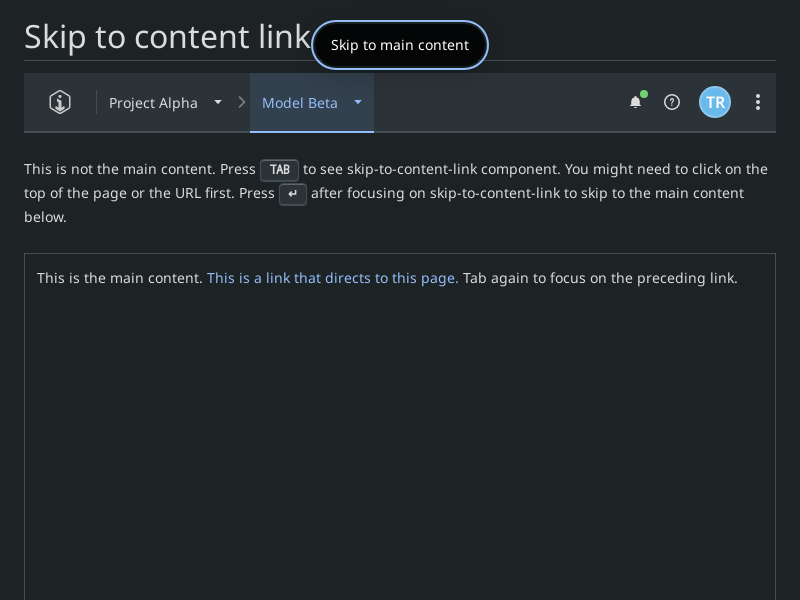 Skip to content link
Skip to main content
Project Alpha
Model Beta
TR
This is not the main content. Press TAB to see skip-to-content-link component. You might need to click on the
top of the page or the URL first. Press ↵ after focusing on skip-to-content-link to skip to the main content
below.
This is the main content. This is a link that directs to this page. Tab again to focus on the preceding link.